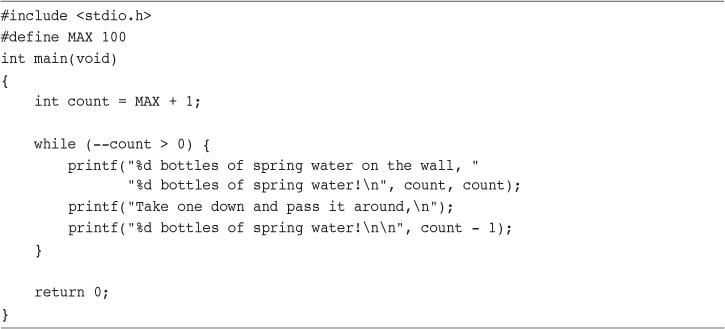 #include <stdio.h>
#define MAX 100
int main(void)
{
    int count = MAX + 1;

    while (--count > 0) {
        printf("%d bottles of spring water on the wall, "
               "%d bottles of spring water!\n", count, count);
        printf("Take one down and pass it around,\n");
        printf("%d bottles of spring water!\n\n", count - 1);
    }

    return 0;
}